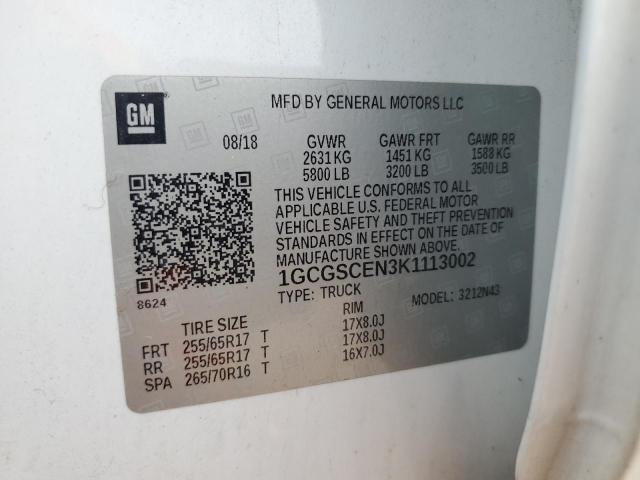 GM
MFD BY GENERAL MOTORS LLC
08/18 GVWR GAWR FRT GAWR RR
2631 KG 1451 KG 1588 KG
5800 LB 3200 LB 3500 LB
THIS VEHICLE CONFORMS TO ALL
APPLICABLE U.S. FEDERAL MOTOR
VEHICLE SAFETY AND THEFT PREVENTION
STANDARDS IN EFFECT ON THE DATE OF
MANUFACTURE SHOWN ABOVE.
1GCGSCEN3K1113002
8624
TYPE: TRUCK MODEL: 3212N43
TIRE SIZE RIM
FRT 255/65R17 T 17X8.0J
RR 255/65R17 T 17X8.0J
SPA 265/70R16 T 16X7.0J